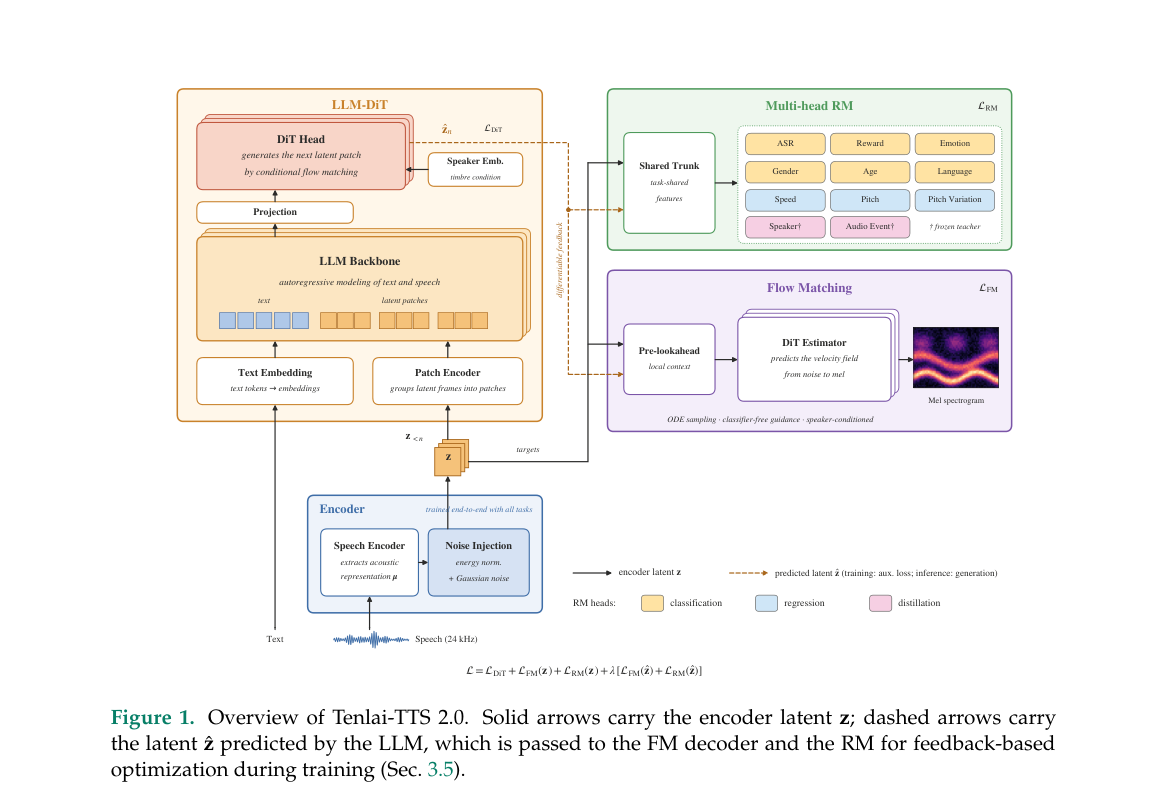 LLM-DiT
DiT Head
generates the next latent patch
by conditional flow matching
ẑₙ
ℒ_DiT
Speaker Emb.
timbre condition
Projection
LLM Backbone
autoregressive modeling of text and speech
text
latent patches
Text Embedding
text tokens → embeddings
Patch Encoder
groups latent frames into patches
differentiable feedback
Multi-head RM
ℒ_RM
Shared Trunk
task-shared
features
ASR
Reward
Emotion
Gender
Age
Language
Speed
Pitch
Pitch Variation
Speaker†
Audio Event†
† frozen teacher
Flow Matching
ℒ_FM
Pre-lookahead
local context
DiT Estimator
predicts the velocity field
from noise to mel
Mel spectrogram
ODE sampling · classifier-free guidance · speaker-conditioned
z <n
z
targets
Encoder
trained end-to-end with all tasks
Speech Encoder
extracts acoustic
representation μ
Noise Injection
energy norm.
+ Gaussian noise
Text
Speech (24 kHz)
encoder latent z
predicted latent ẑ (training: aux. loss; inference: generation)
RM heads:
classification
regression
distillation
ℒ = ℒ_DiT + ℒ_FM(z) + ℒ_RM(z) + λ[ℒ_FM(ẑ) + ℒ_RM(ẑ)]
Figure 1. Overview of Tenlai-TTS 2.0. Solid arrows carry the encoder latent z; dashed arrows carry
the latent ẑ predicted by the LLM, which is passed to the FM decoder and the RM for feedback-based
optimization during training (Sec. 3.5).